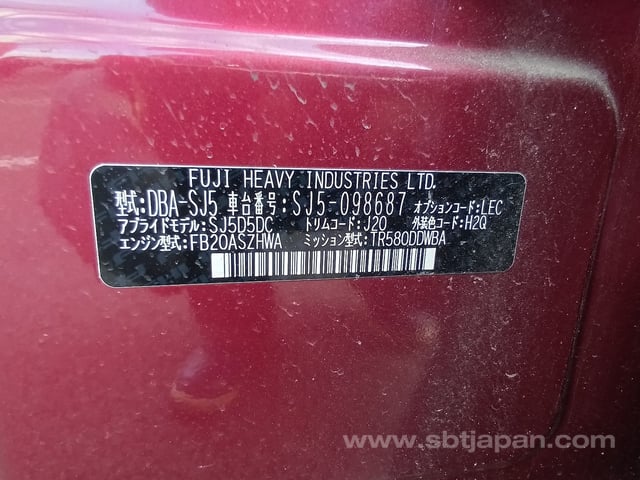 FUJI HEAVY INDUSTRIES LTD.
型式:DBA-SJ5 車台番号:SJ5-098687 オプションコード:LEC
アプライドモデル:SJ5D5DC トリムコード:J20 外装色コード:H2Q
エンジン型式:FB20ASZHWA ミッション型式:TR580DDWBA
www.sbtjapan.com